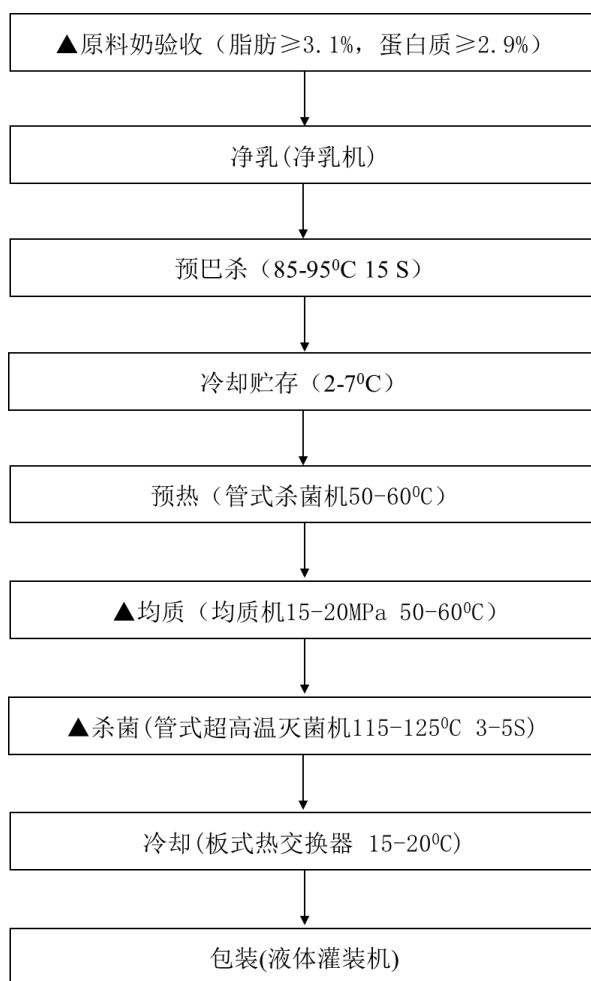 ▲原料奶验收（脂肪≥3.1%，蛋白质≥2.9%）
净乳(净乳机)
预巴杀（85-95⁰C 15 S）
冷却贮存（2-7⁰C）
预热（管式杀菌机50-60⁰C）
▲均质（均质机15-20MPa 50-60⁰C）
▲杀菌(管式超高温灭菌机115-125⁰C 3-5S)
冷却(板式热交换器 15-20⁰C)
包装(液体灌装机)